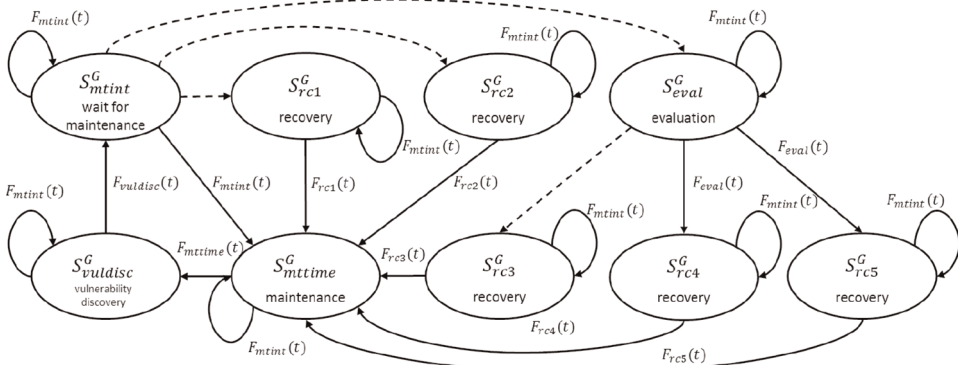 F_mtint(t)
F_mtint(t)
F_mtint(t)
S^G_mtint
wait for
maintenance
S^G_rc1
recovery
S^G_rc2
recovery
S^G_eval
evaluation
F_mtint(t)
F_mtint(t)
F_vuldisc(t)
F_mtint(t)
F_rc1(t)
F_rc2(t)
F_eval(t)
F_eval(t)
F_mtint(t)
F_mtint(t)
F_mtint(t)
S^G_vuldisc
vulnerability
discovery
F_mttime(t)
S^G_mttime
maintenance
F_rc3(t)
S^G_rc3
recovery
S^G_rc4
recovery
S^G_rc5
recovery
F_mtint(t)
F_rc4(t)
F_rc5(t)